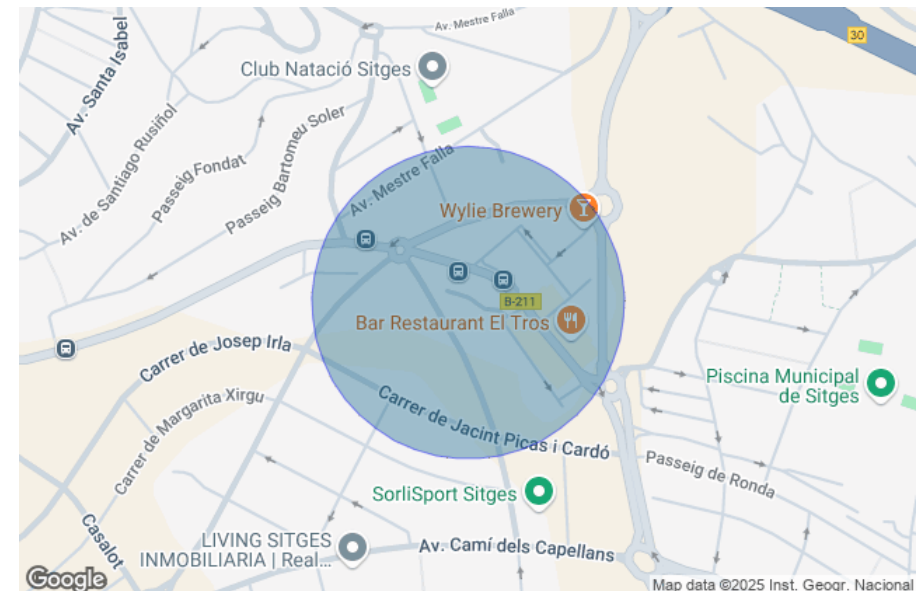 Av. Mestre Falla
30
Av. Santa Isabel
Club Natació Sitges
Av. de Santiago Rusiñol
Passeig Fondat
Passeig Bartomeu Soler
Av. Mestre Falla
Wylie Brewery
B-211
Bar Restaurant El Tros
Carrer de Josep Irla
Carrer de Margarita Xirgu
Carrer de Jacint Picas i Cardó
Piscina Municipal
de Sitges
Passeig de Ronda
SorliSport Sitges
Casalot
LIVING SITGES
INMOBILIARIA | Real...
Av. Camí dels Capellans
Google
Map data ©2025 Inst. Geogr. Nacional